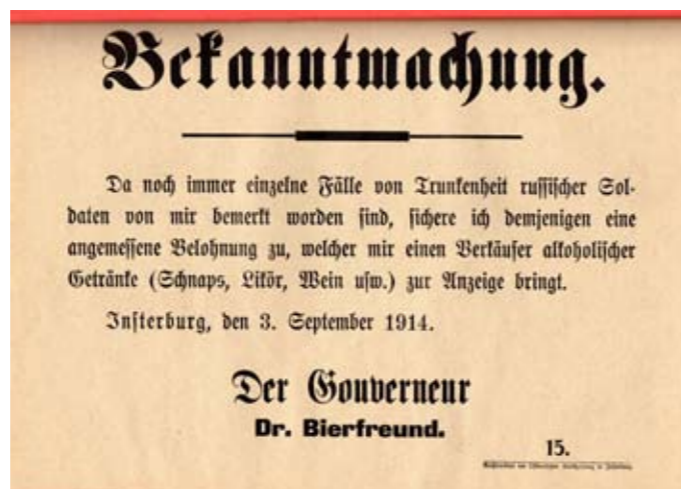 Bekanntmachung.
Da noch immer einzelne Fälle von Trunkenheit russischer Sol-
daten von mir bemerkt worden sind, sichere ich demjenigen eine
angemessene Belohnung zu, welcher mir einen Verkäufer alkoholischer
Getränke (Schnaps, Likör, Wein usw.) zur Anzeige bringt.
Insterburg, den 3. September 1914.
Der Gouverneur
Dr. Bierfreund.
15.